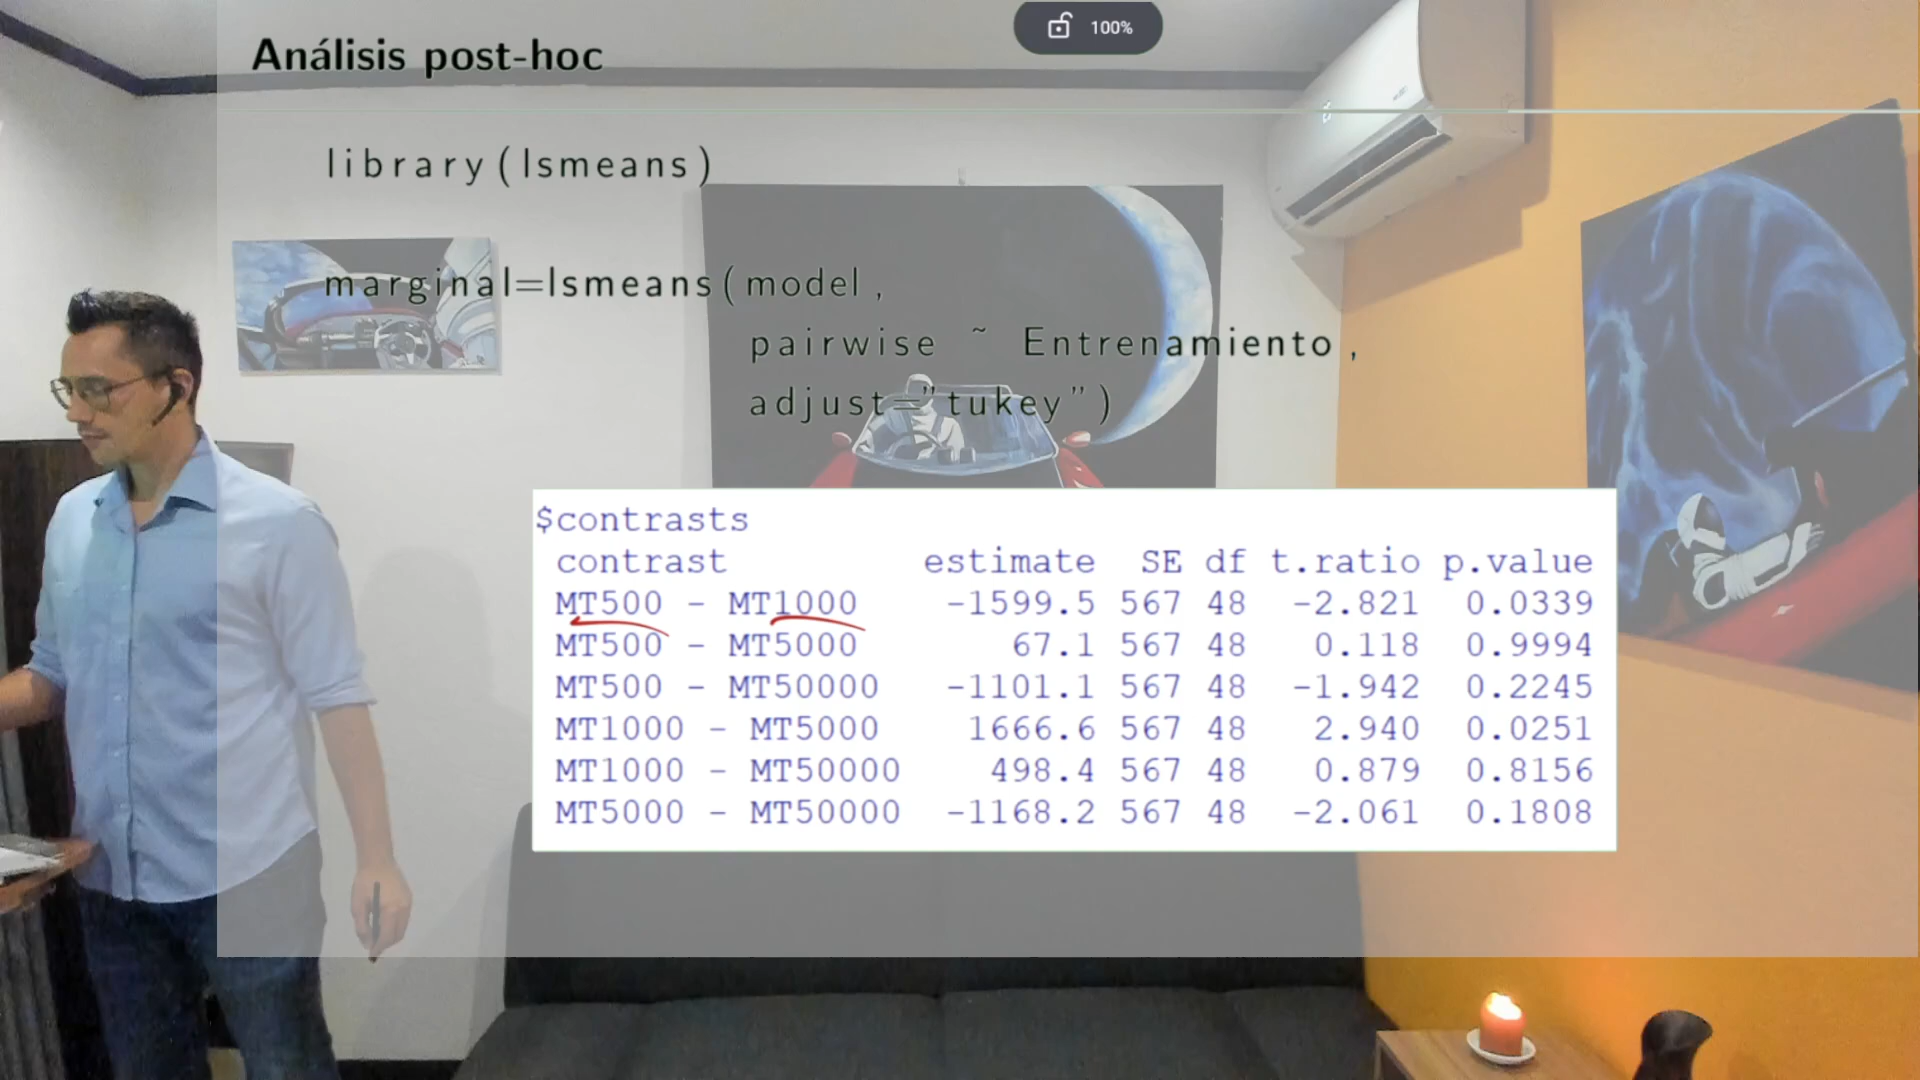 100%
Análisis post-hoc
library(lsmeans)
marginal=lsmeans(model,
pairwise ~ Entrenamiento,
adjust="tukey")
$contrasts
contrast estimate SE df t.ratio p.value
MT500 - MT1000 -1599.5 567 48 -2.821 0.0339
MT500 - MT5000 67.1 567 48 0.118 0.9994
MT500 - MT50000 -1101.1 567 48 -1.942 0.2245
MT1000 - MT5000 1666.6 567 48 2.940 0.0251
MT1000 - MT50000 498.4 567 48 0.879 0.8156
MT5000 - MT50000 -1168.2 567 48 -2.061 0.1808